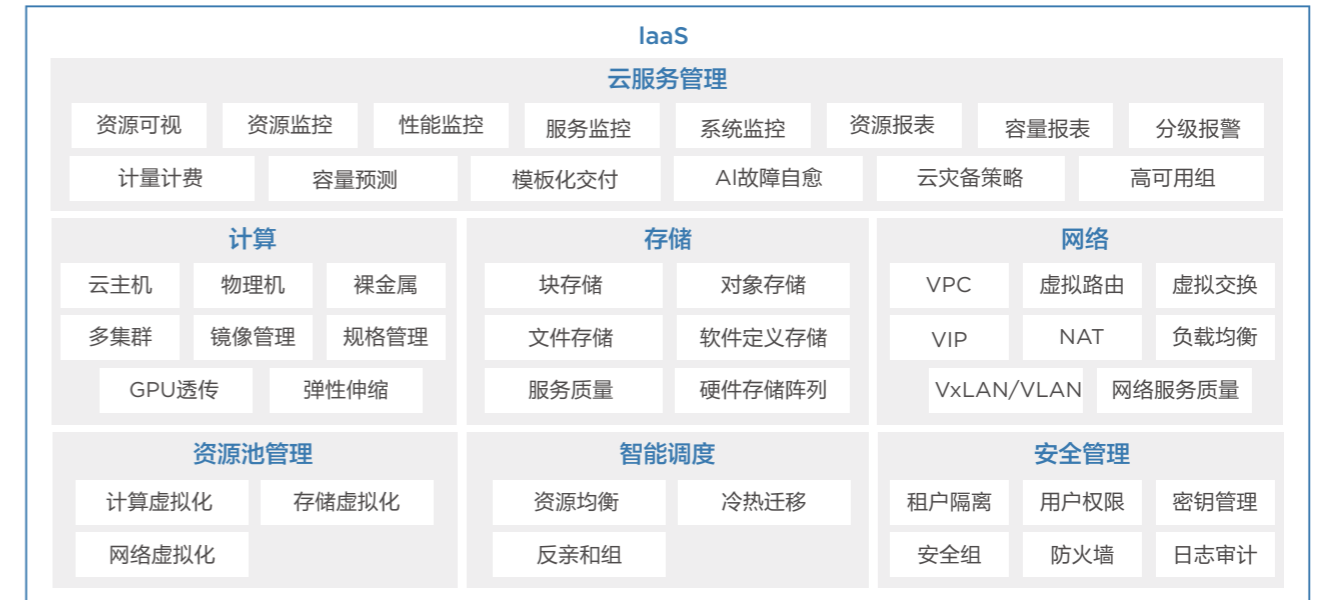 IaaS
云服务管理
资源可视 资源监控 性能监控 服务监控 系统监控 资源报表 容量报表 分级报警
计量计费 容量预测 模板化交付 AI故障自愈 云灾备策略 高可用组
计算
云主机 物理机 裸金属
多集群 镜像管理 规格管理
GPU透传 弹性伸缩
存储
块存储 对象存储
文件存储 软件定义存储
服务质量 硬件存储阵列
网络
VPC 虚拟路由 虚拟交换
VIP NAT 负载均衡
VxLAN/VLAN 网络服务质量
资源池管理
计算虚拟化 存储虚拟化
网络虚拟化
智能调度
资源均衡 冷热迁移
反亲和组
安全管理
租户隔离 用户权限 密钥管理
安全组 防火墙 日志审计